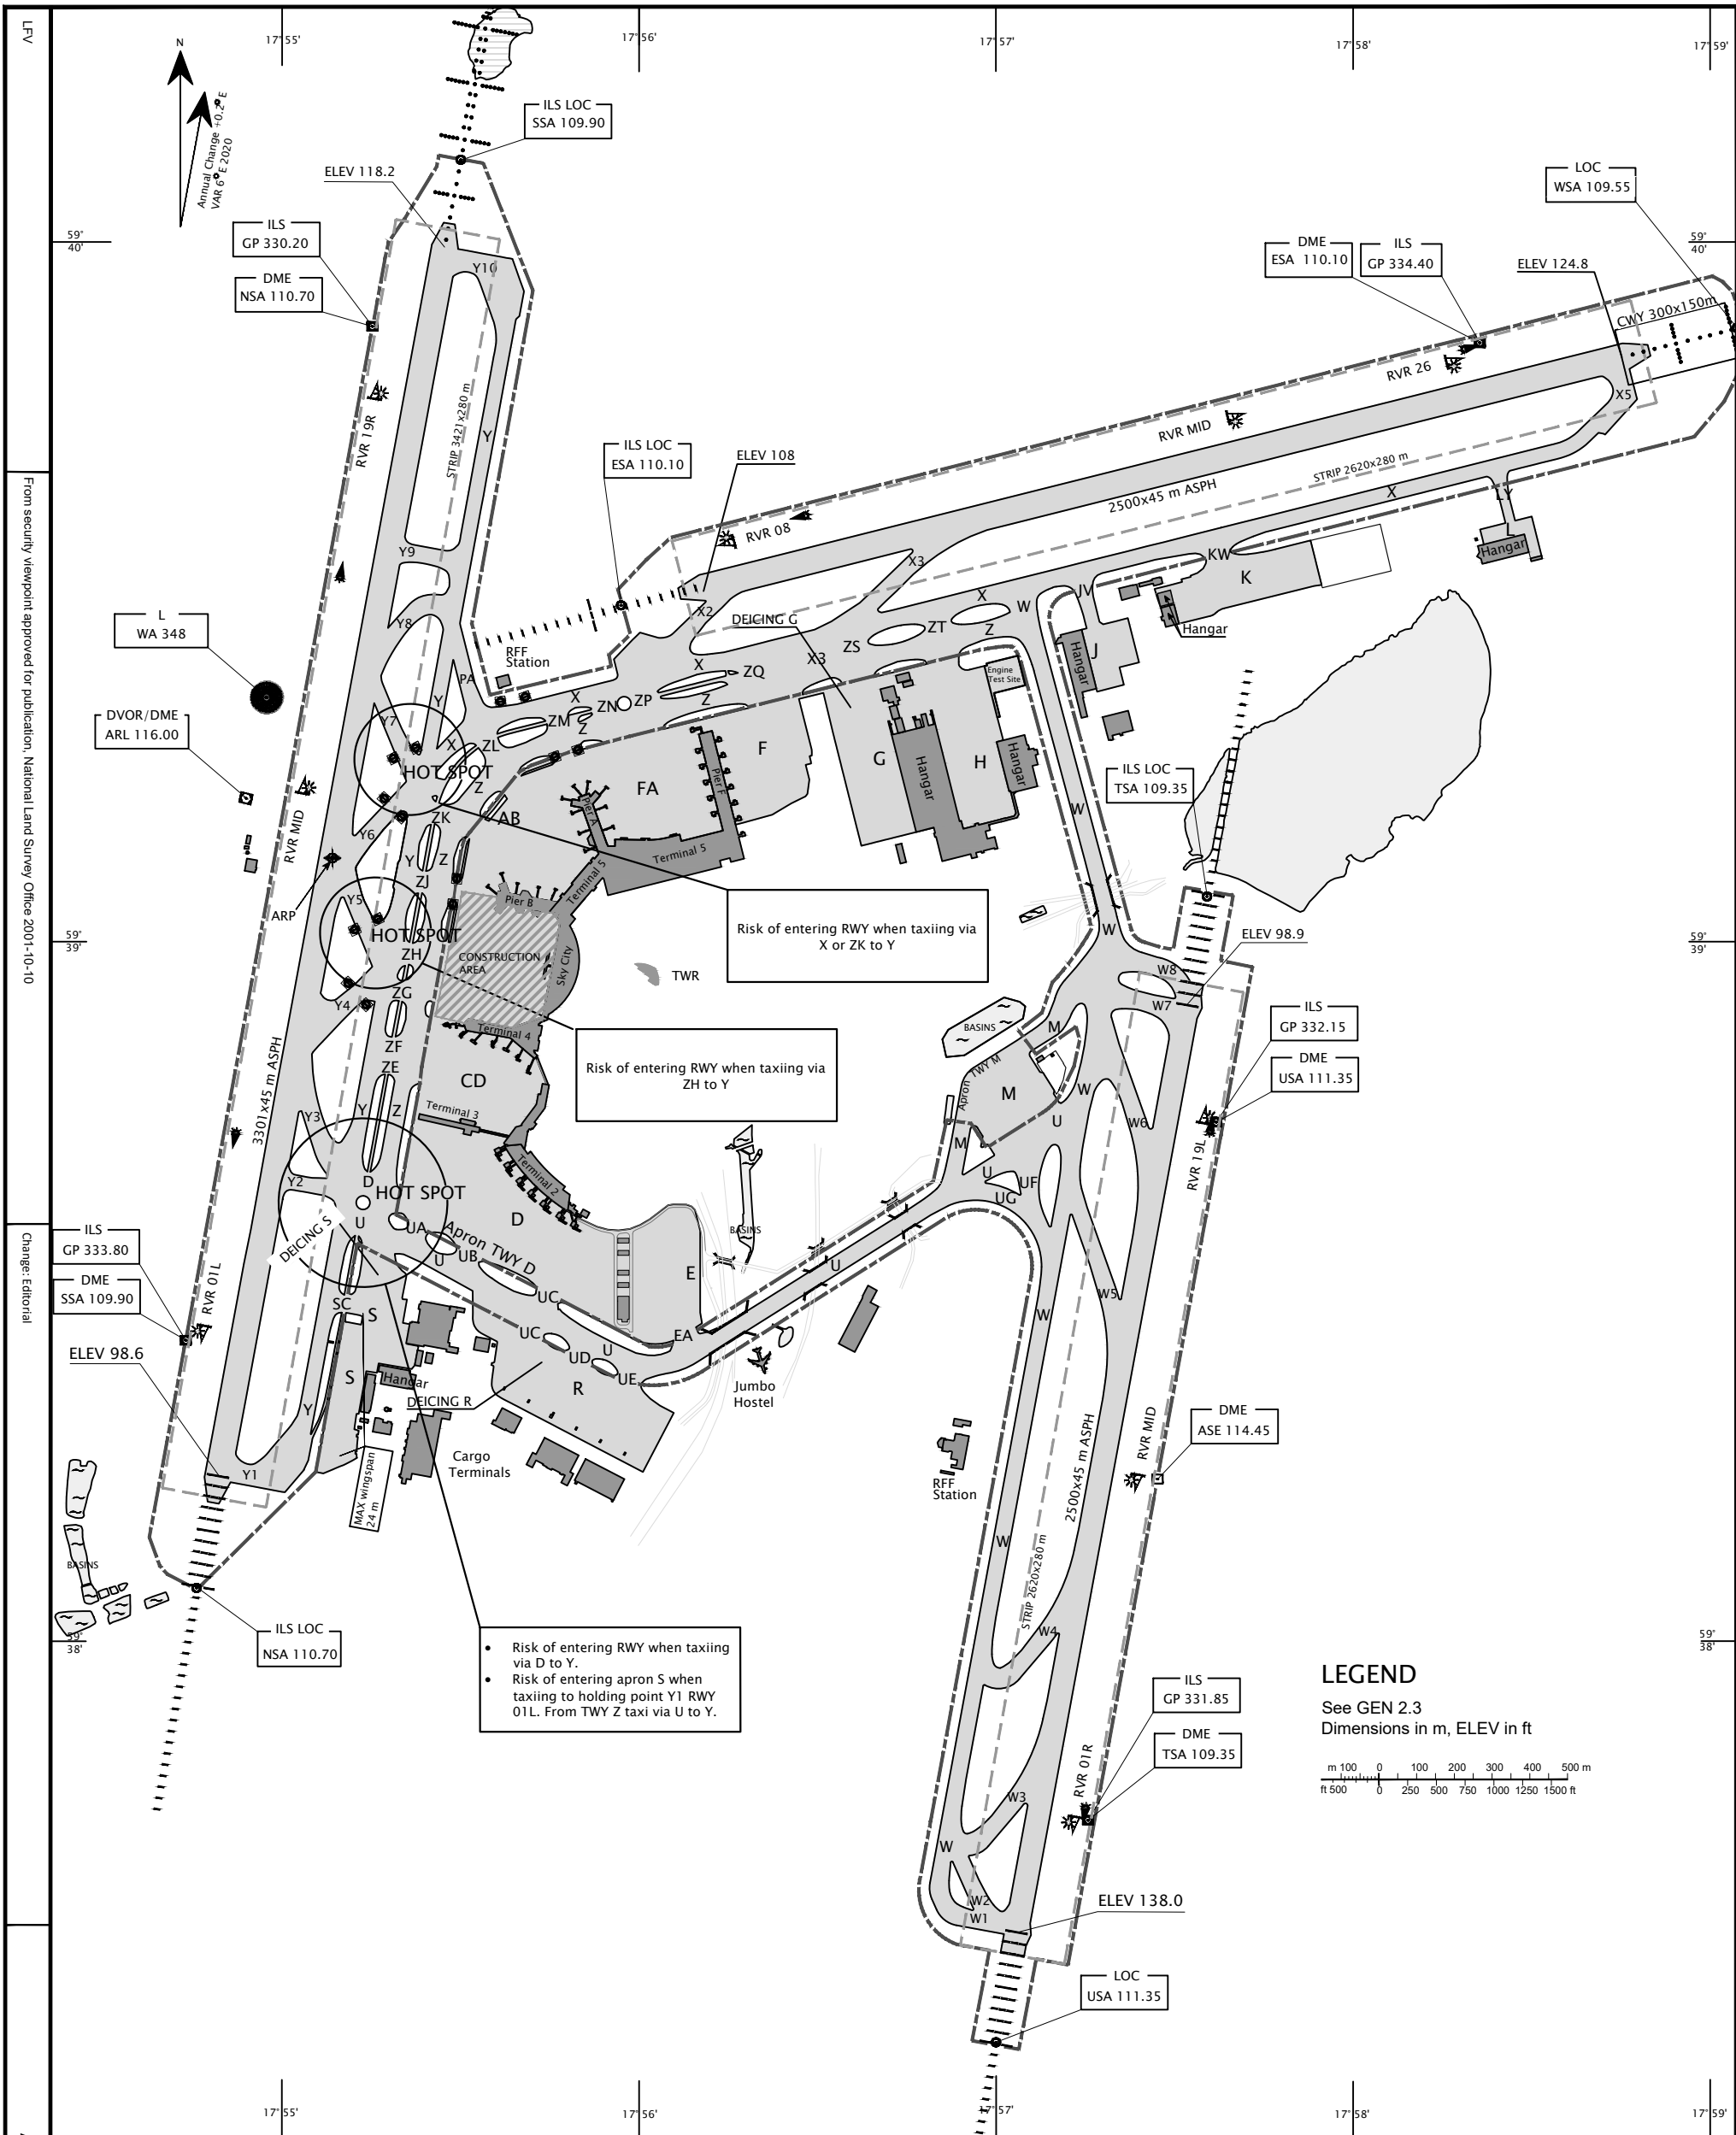 LFV
From security viewpoint approved for publication, National Land Survey Office 2001-10-10
Change: Editorial
17°55'
17°56'
17°57'
17°58'
17°59'
N
Annual Change +0.2° E
VAR 6° E 2020
ILS LOC
SSA 109.90
ELEV 118.2
59°
40'
ILS
GP 330.20
DME
NSA 110.70
Y10
LOC
WSA 109.55
DME
ESA 110.10
ILS
GP 334.40
ELEV 124.8
59°
40'
CWY 300x150m
RVR 19R
STRIP 3421x280 m
Y
RVR 26
X5
RVR MID
ILS LOC
ESA 110.10
ELEV 108
STRIP 2620x280 m
2500x45 m ASPH
X
LY
L
Hangar
RVR 08
Y9
X3
KW
K
L
WA 348
Y8
X2
DEICING G
X
W
JV
Hangar
RFF
Station
ZT
Z
ZS
X3
J
Hangar
PA
X
ZQ
Engine
Test Site
DVOR/DME
ARL 116.00
Y
Y7
X
ZN
ZP
Z
ZM
Z
X
ZL
HOT SPOT
Z
FA
Pier F
F
G
Hangar
H
Hangar
ILS LOC
TSA 109.35
RVR MID
Y6
ZK
AB
Pier A
W
Y
Z
Terminal 5
ZJ
Terminal 5
ARP
Y5
Pier B
59°
39'
HOT SPOT
ZH
CONSTRUCTION
AREA
Sky City
TWR
Risk of entering RWY when taxiing via
X or ZK to Y
W
ELEV 98.9
59°
39'
W8
W7
Y4
ZG
ZF
Terminal 4
BASINS
M
ILS
GP 332.15
DME
USA 111.35
3301x45 m ASPH
ZE
CD
Risk of entering RWY when taxiing via
ZH to Y
Apron TWY M
M
W
Y3
Y
Z
Terminal 3
U
W6
M
RVR 19L
Terminal 2
U
UF
UG
Y2
D
HOT SPOT
U
UA
Apron TWY D
D
BASINS
DEICING S
U
UB
E
U
ILS
GP 333.80
DME
SSA 109.90
RVR 01L
UC
W5
SC
S
UC
EA
W
ELEV 98.6
UD
U
UE
S
Hangar
R
Jumbo
Hostel
DEICING R
Y
DME
ASE 114.45
RVR MID
Cargo
Terminals
Y1
MAX wingspan
24 m
RFF
Station
2500x45 m ASPH
W
STRIP 2620x280 m
BASINS
ILS LOC
NSA 110.70
59°
38'
W4
59°
38'
• Risk of entering RWY when taxiing
via D to Y.
• Risk of entering apron S when
taxiing to holding point Y1 RWY
01L. From TWY Z taxi via U to Y.
ILS
GP 331.85
DME
TSA 109.35
RVR 01R
LEGEND
See GEN 2.3
Dimensions in m, ELEV in ft
m 100 0 100 200 300 400 500 m
ft 500 0 250 500 750 1000 1250 1500 ft
W3
W
W2
W1
ELEV 138.0
LOC
USA 111.35
17°55'
17°56'
17°57'
17°58'
17°59'